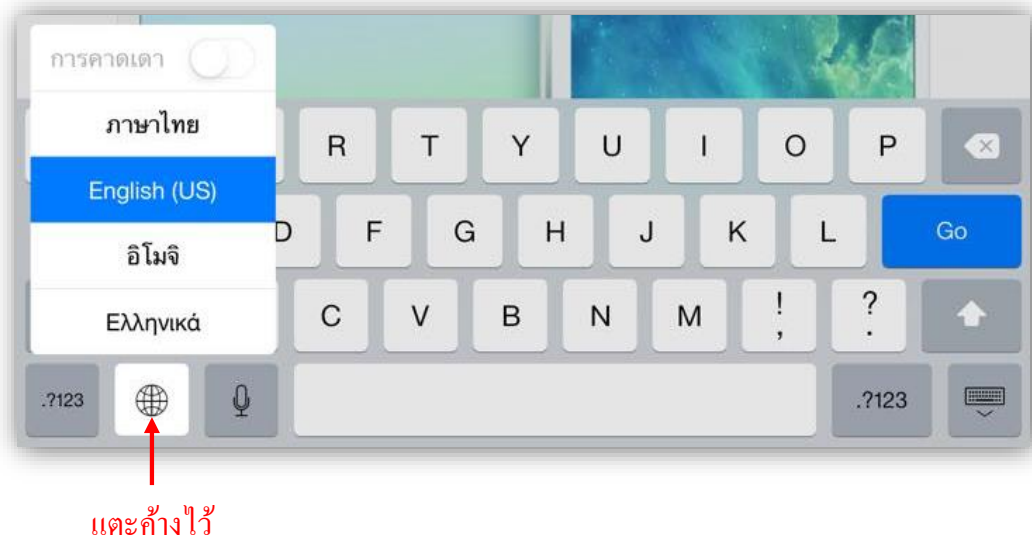 การคาดเดา
ภาษาไทย
English (US)
อิโมจิ
Ελληνικά
R T Y U I O P
D F G H J K L Go
C V B N M ! , ? .
.?123 .?123
แตะค้างไว้